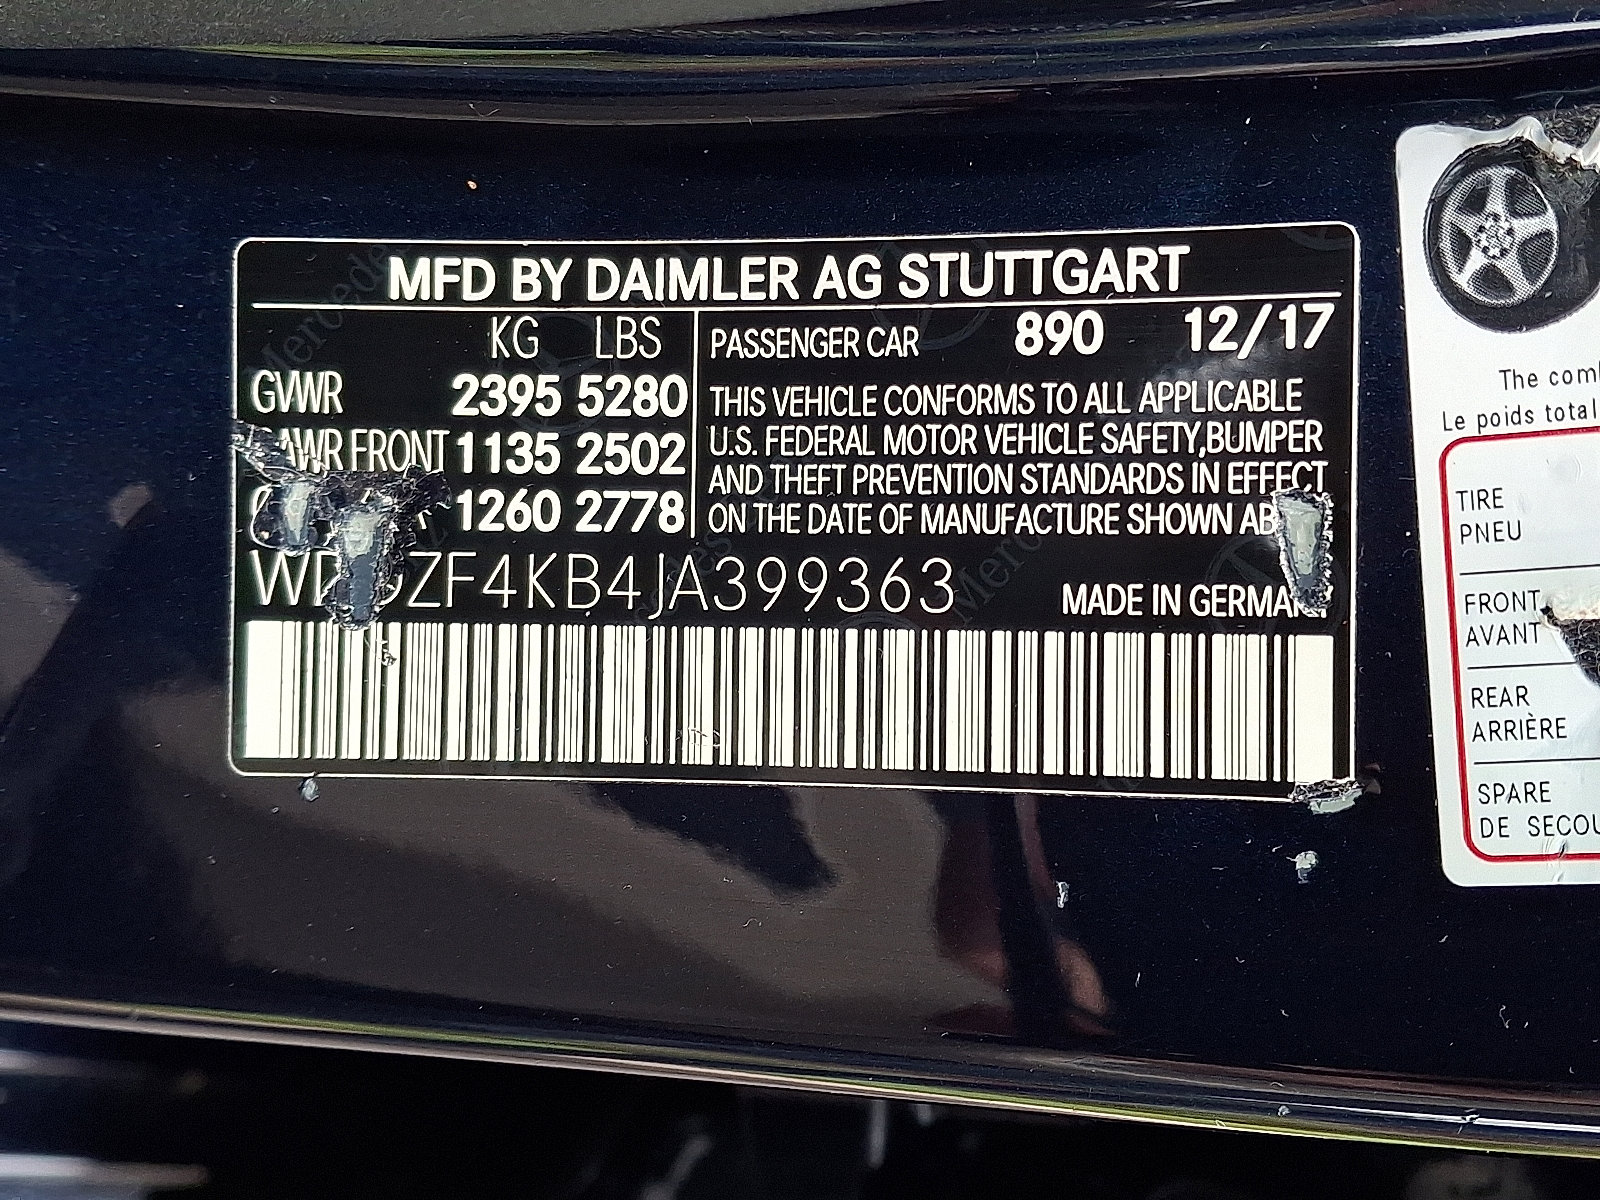 MFD BY DAIMLER AG STUTTGART
KG LBS
GVWR 2395 5280
FRONT 1135 2502
1260 2778
PASSENGER CAR 890 12/17
THIS VEHICLE CONFORMS TO ALL APPLICABLE
U.S. FEDERAL MOTOR VEHICLE SAFETY,BUMPER
AND THEFT PREVENTION STANDARDS IN EFFECT
ON THE DATE OF MANUFACTURE SHOWN
ZF4KB4JA399363
MADE IN GERMANY
The
Le poids total
TIRE
PNEU
FRONT
AVANT
REAR
ARRIÈRE
SPARE
DE